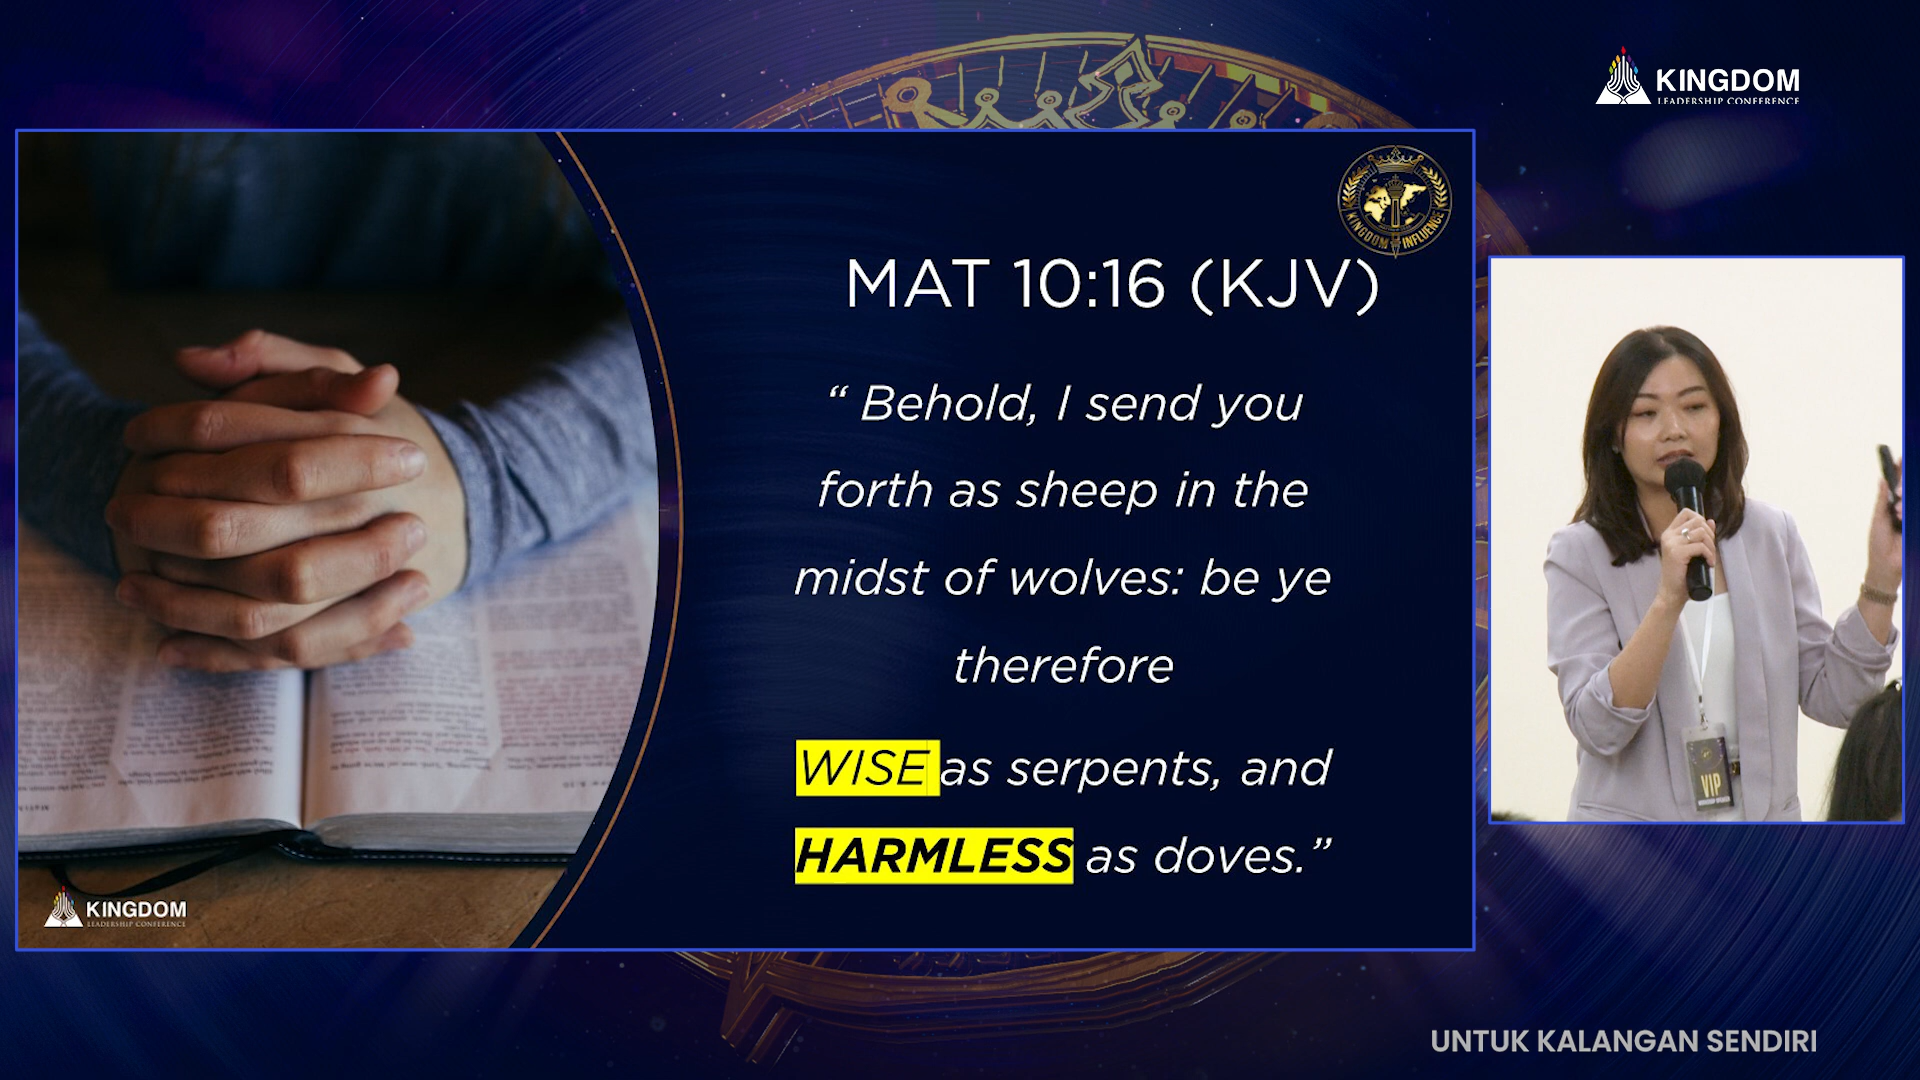 KINGDOM
LEADERSHIP CONFERENCE
KINGDOM INFLUENCE
MAT 10:16 (KJV)
“ Behold, I send you
forth as sheep in the
midst of wolves: be ye
therefore
WISE as serpents, and
HARMLESS as doves.”
KINGDOM
LEADERSHIP CONFERENCE
VIP
UNTUK KALANGAN SENDIRI